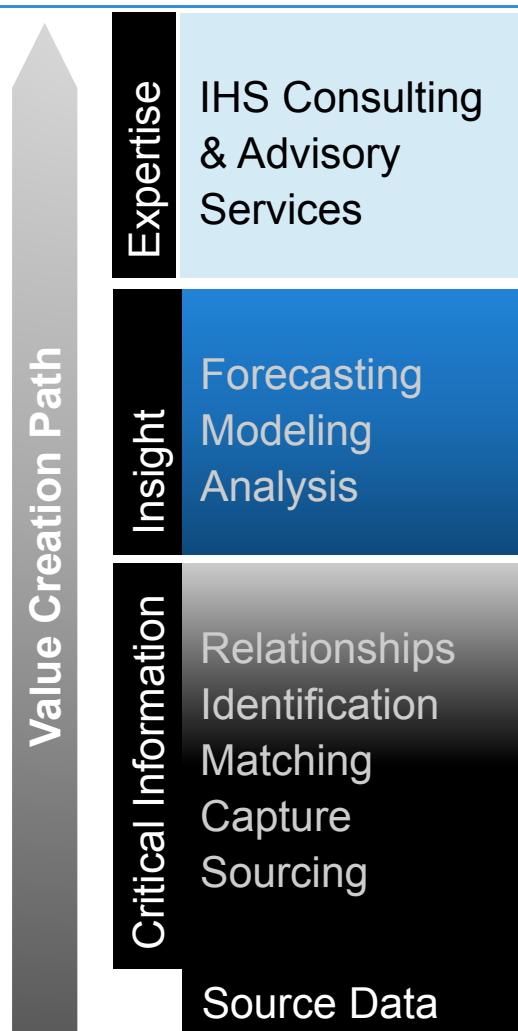 Value Creation Path
Expertise
IHS Consulting
& Advisory
Services
Insight
Forecasting
Modeling
Analysis
Critical Information
Relationships
Identification
Matching
Capture
Sourcing
Source Data